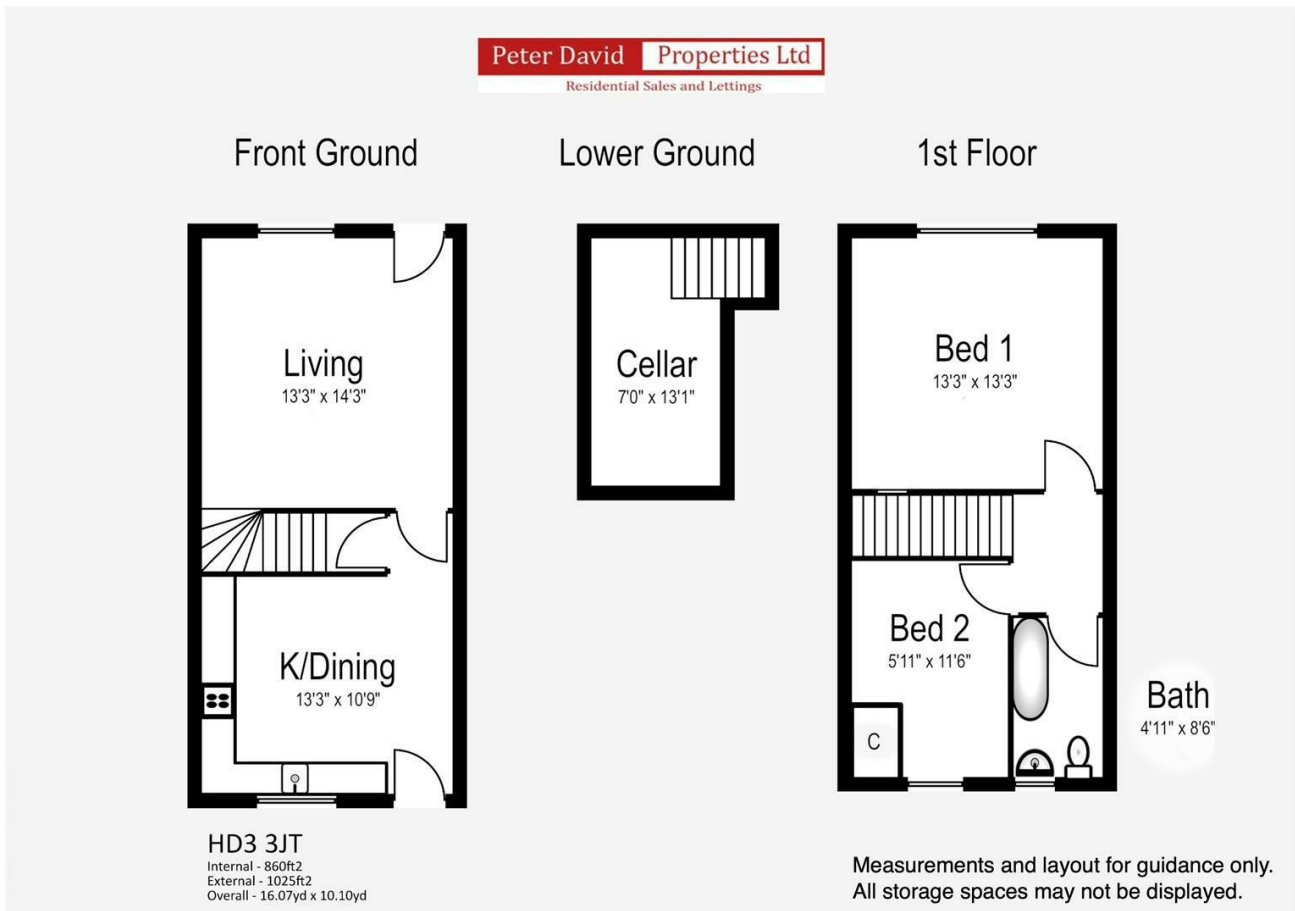 Peter David Properties Ltd
Residential Sales and Lettings
Front Ground
Lower Ground
1st Floor
Living
13'3" x 14'3"
Cellar
7'0" x 13'1"
Bed 1
13'3" x 13'3"
K/Dining
13'3" x 10'9"
Bed 2
5'11" x 11'6"
C
Bath
4'11" x 8'6"
HD3 3JT
Internal - 860ft2
External - 1025ft2
Overall - 16.07yd x 10.10yd
Measurements and layout for guidance only.
All storage spaces may not be displayed.